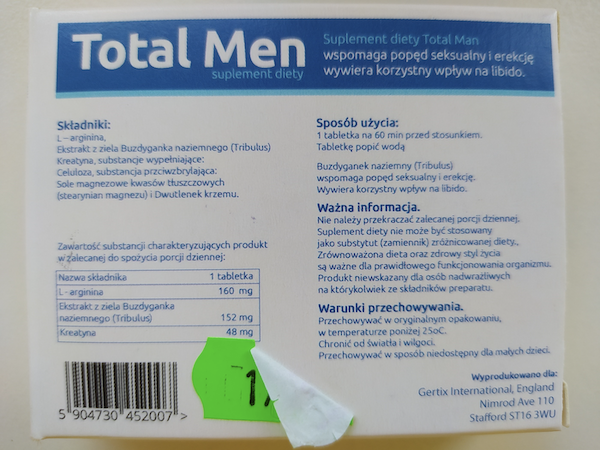 Total Men
suplement diety
Suplement diety Total Man
wspomaga popęd seksualny i erekcję
wywiera korzystny wpływ na libido.
Składniki:
L – arginina,
Ekstrakt z ziela Buzdyganka naziemnego (Tribulus)
Kreatyna, substancje wypełniające:
Celuloza, substancja przciwzbrylająca:
Sole magnezowe kwasów tłuszczowych
(stearynian magnezu) i Dwutlenek krzemu.
Zawartość substancji charakteryzujących produkt
w zalecanej do spożycia porcji dziennej:
Nazwa składnika 1 tabletka
L - arginina 160 mg
Ekstrakt z ziela Buzdyganka
naziemnego (Tribulus) 152 mg
Kreatyna 48 mg
5 904730 452007 >
1
Sposób użycia:
1 tabletka na 60 min przed stosunkiem.
Tabletkę popić wodą
Buzdyganek naziemny (Tribulus)
wspomaga popęd seksualny i erekcję.
Wywiera korzystny wpływ na libido.
Ważna informacja.
Nie należy przekraczać zalecanej porcji dziennej.
Suplement diety nie może być stosowany
jako substytut (zamiennik) zróżnicowanej diety.,
Zrównoważona dieta oraz zdrowy styl życia
są ważne dla prawidłowego funkcjonowania organizmu.
Produkt niewskazany dla osób nadwrażliwych
na którykolwiek ze składników preparatu.
Warunki przechowywania.
Przechowywać w oryginalnym opakowaniu,
w temperaturze poniżej 25oC.
Chronić od światła i wilgoci.
Przechowywać w sposób niedostępny dla małych dzieci.
Wyprodukowano dla:
Gertix International, England
Nimrod Ave 110
Stafford ST16 3WU